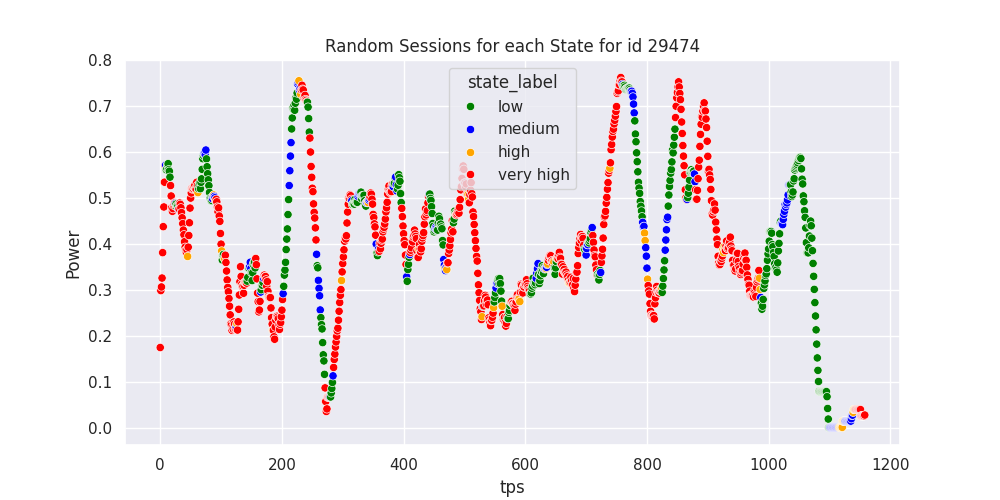 Random Sessions for each State for id 29474
Power
0.8
0.7
0.6
0.5
0.4
0.3
0.2
0.1
0.0
state_label
low
medium
high
very high
0 200 400 600 800 1000 1200
tps